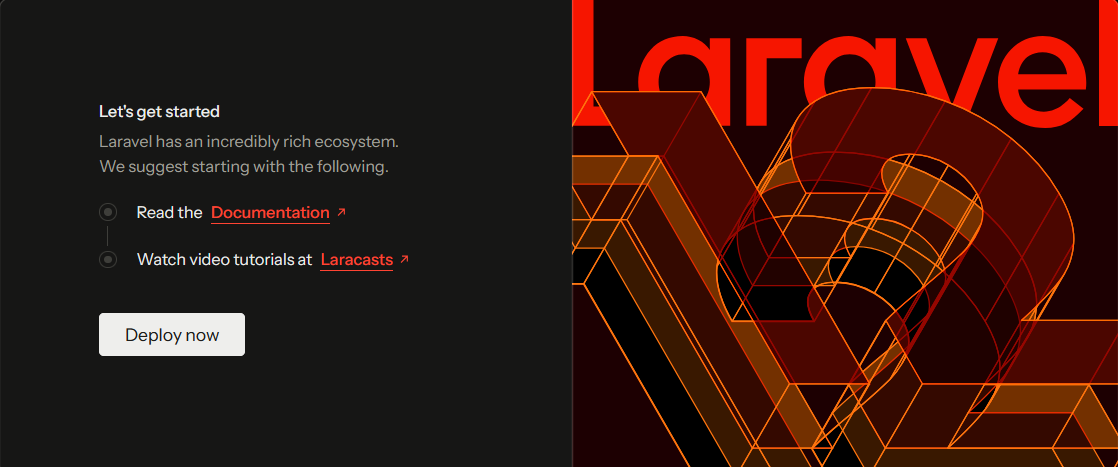 Let's get started
Laravel has an incredibly rich ecosystem.
We suggest starting with the following.
Read the Documentation
Watch video tutorials at Laracasts
Deploy now
Laravel